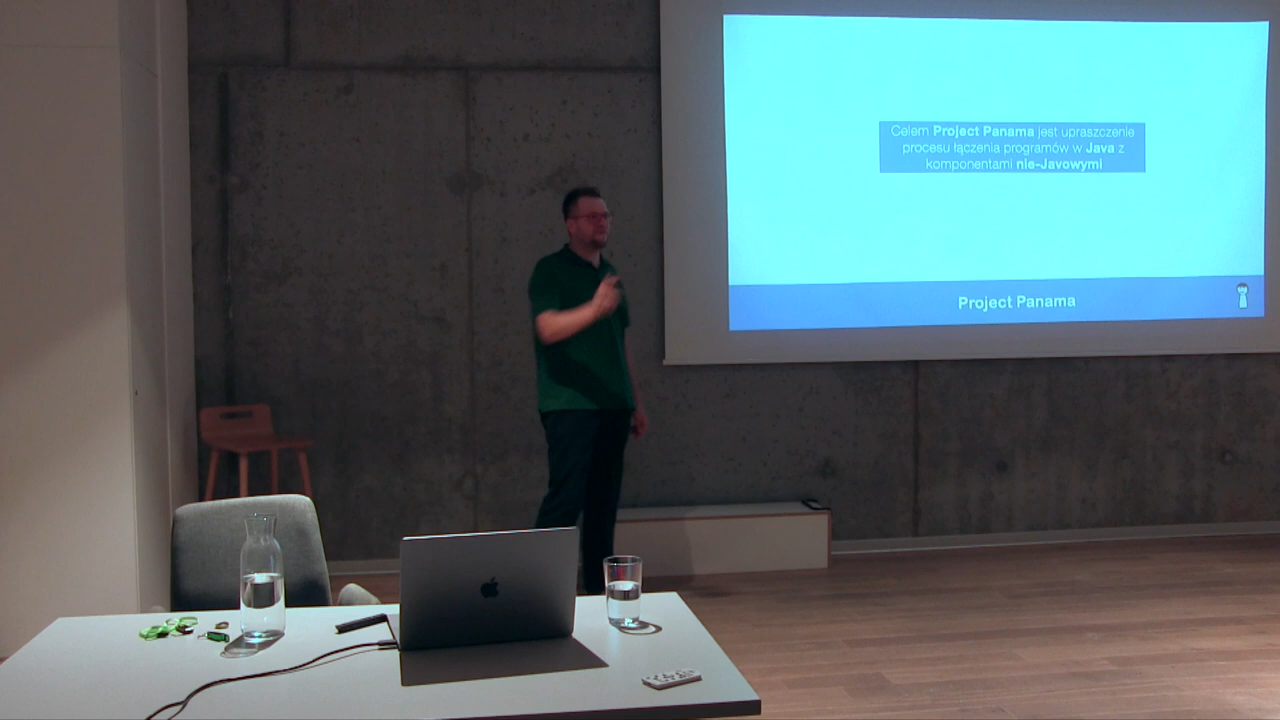 Celem Project Panama jest upraszczenie
procesu łączenia programów w Java z
komponentami nie-Javowymi
Project Panama